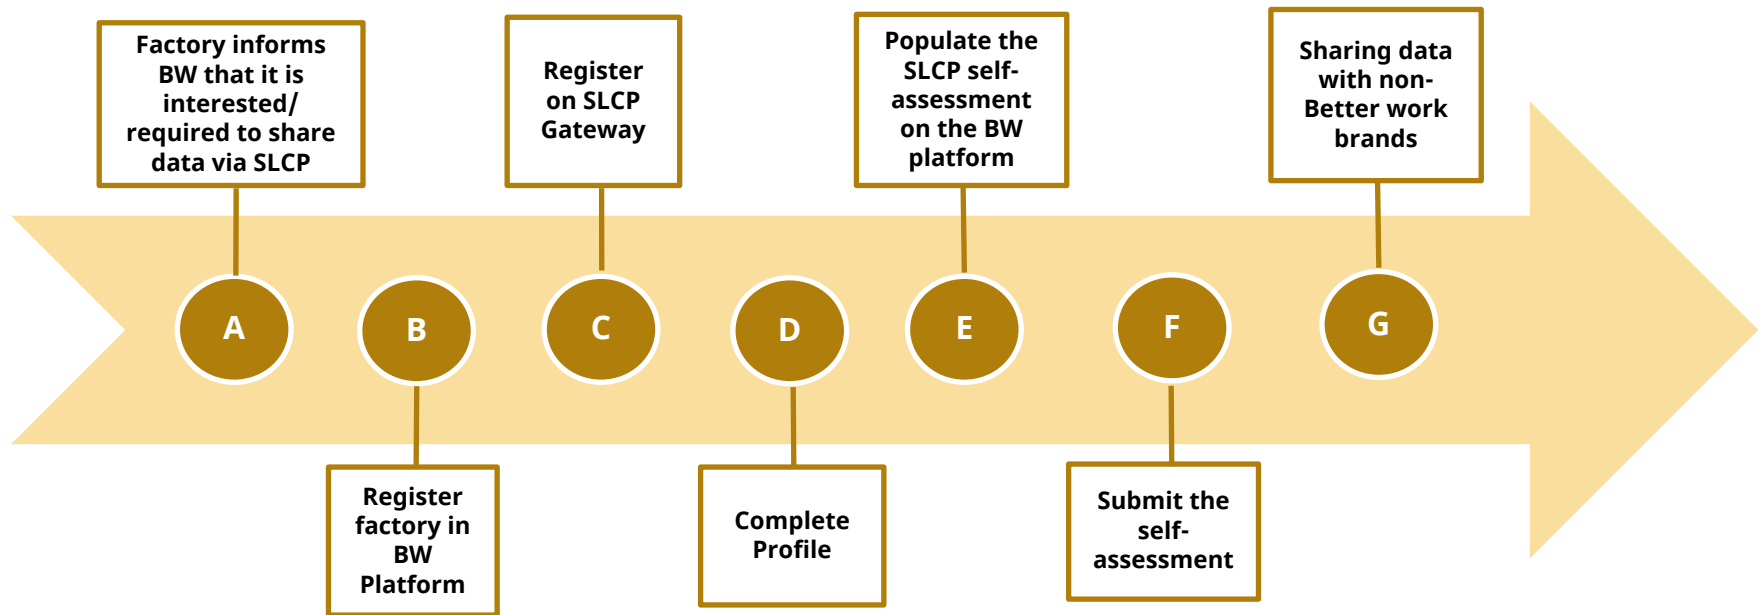 Factory informs
BW that it is
interested/
required to share
data via SLCP
Register
on SLCP
Gateway
Populate the
SLCP self-
assessment
on the BW
platform
Sharing data
with non-
Better work
brands
A
B
C
D
E
F
G
Register
factory in
BW
Platform
Complete
Profile
Submit the
self-
assessment